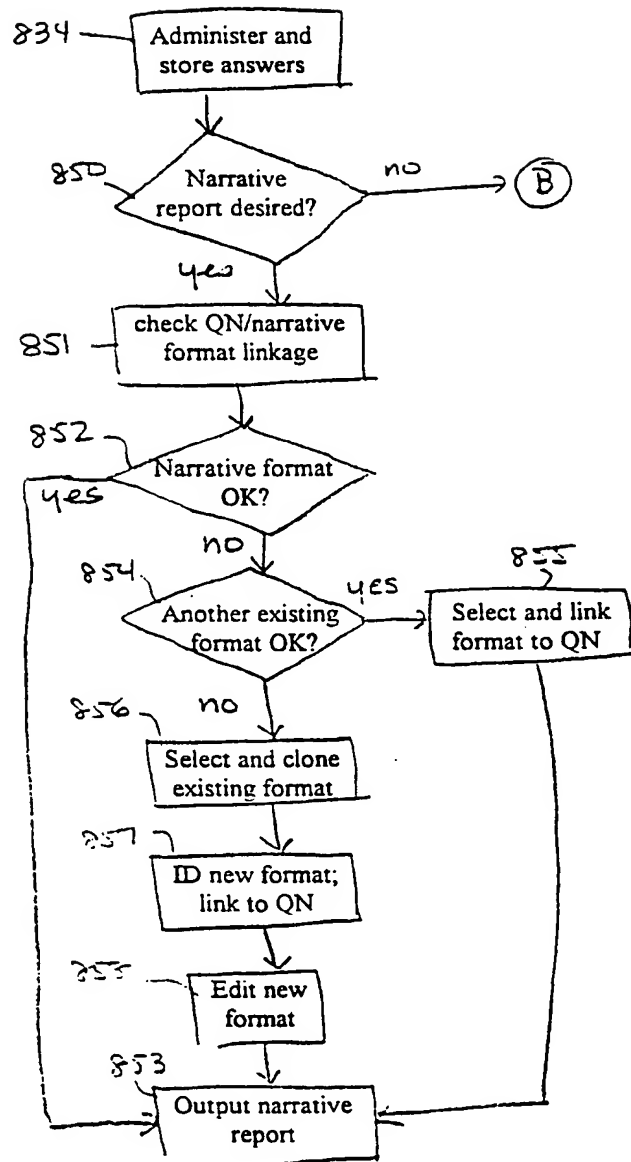 834
Administer and
store answers
850
Narrative
report desired?
no
B
yes
851
check QN/narrative
format linkage
852
Narrative format
OK?
yes
no
854
Another existing
format OK?
yes
855
Select and link
format to QN
no
856
Select and clone
existing format
857
ID new format;
link to QN
Edit new
format
853
Output narrative
report